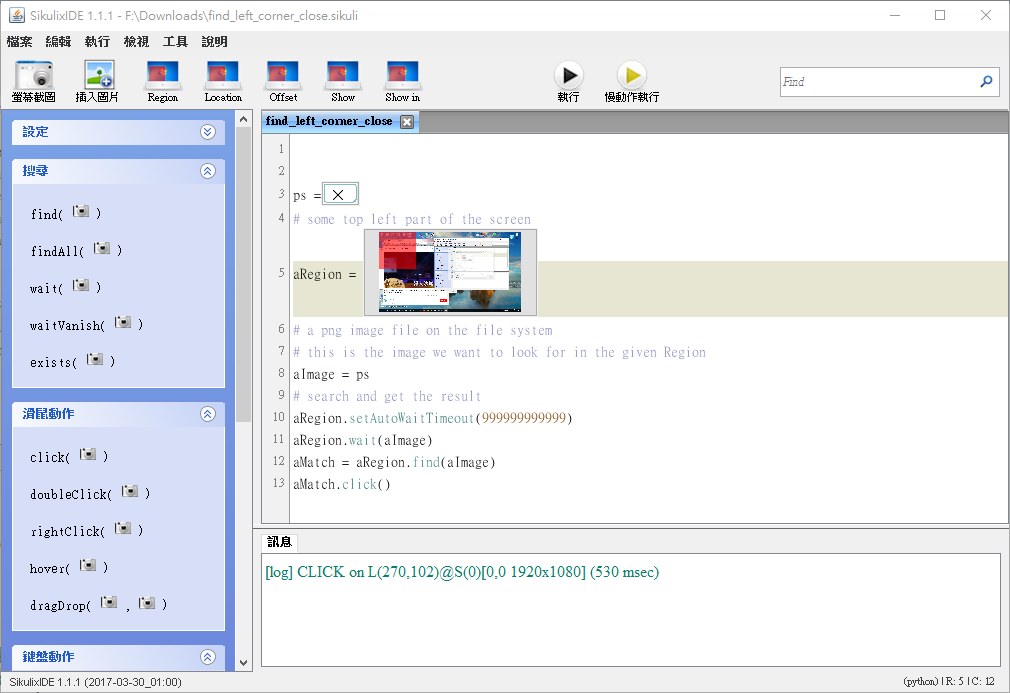 SikulixIDE 1.1.1 - F:\Downloads\find_left_corner_close.sikuli
檔案 編輯 執行 檢視 工具 說明
螢幕截圖 插入圖片 Region Location Offset Show Show in 執行 慢動作執行 Find
設定
搜尋
find( )
findAll( )
wait( )
waitVanish( )
exists( )
滑鼠動作
click( )
doubleClick( )
rightClick( )
hover( )
dragDrop( , )
鍵盤動作
find_left_corner_close
1
2
3 ps =
4 # some top left part of the screen
5 aRegion =
6 # a png image file on the file system
7 # this is the image we want to look for in the given Region
8 aImage = ps
9 # search and get the result
10 aRegion.setAutoWaitTimeout(999999999999)
11 aRegion.wait(aImage)
12 aMatch = aRegion.find(aImage)
13 aMatch.click()
訊息
[log] CLICK on L(270,102)@S(0)[0,0 1920x1080] (530 msec)
SikulixIDE 1.1.1 (2017-03-30_01:00) (python) | R: 5 | C: 12